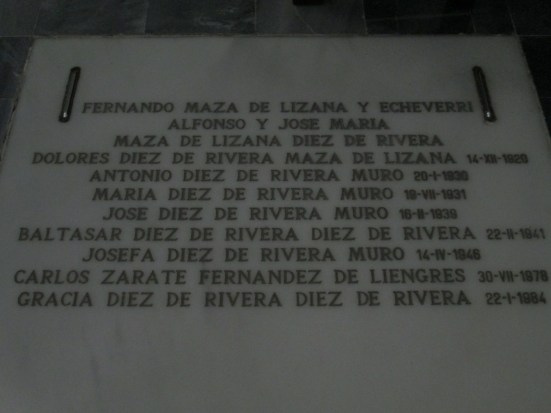 FERNANDO MAZA DE LIZANA Y ECHEVERRI
ALFONSO Y JOSE MARIA
MAZA DE LIZANA DIEZ DE RIVERA
DOLORES DIEZ DE RIVERA MAZA DE LIZANA 14-XII-1920
ANTONIO DIEZ DE RIVERA MURO 20-I-1930
MARIA DIEZ DE RIVERA MURO 19-VII-1931
JOSE DIEZ DE RIVERA MURO 16-II-1939
BALTASAR DIEZ DE RIVERA DIEZ DE RIVERA 22-II-1941
JOSEFA DIEZ DE RIVERA MURO 14-IV-1946
CARLOS ZARATE FERNANDEZ DE LIENGRES 30-VII-1978
GRACIA DIEZ DE RIVERA DIEZ DE RIVERA 22-I-1984